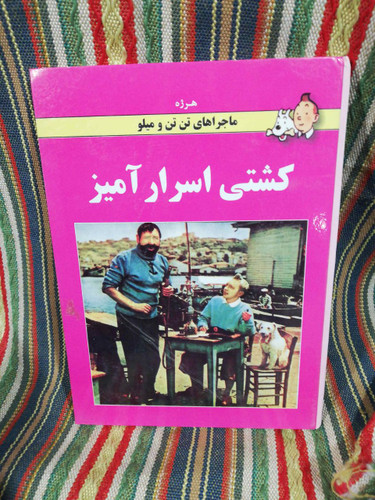 هرژه
ماجراهای تن تن و میلو
کشتی اسرار آمیز